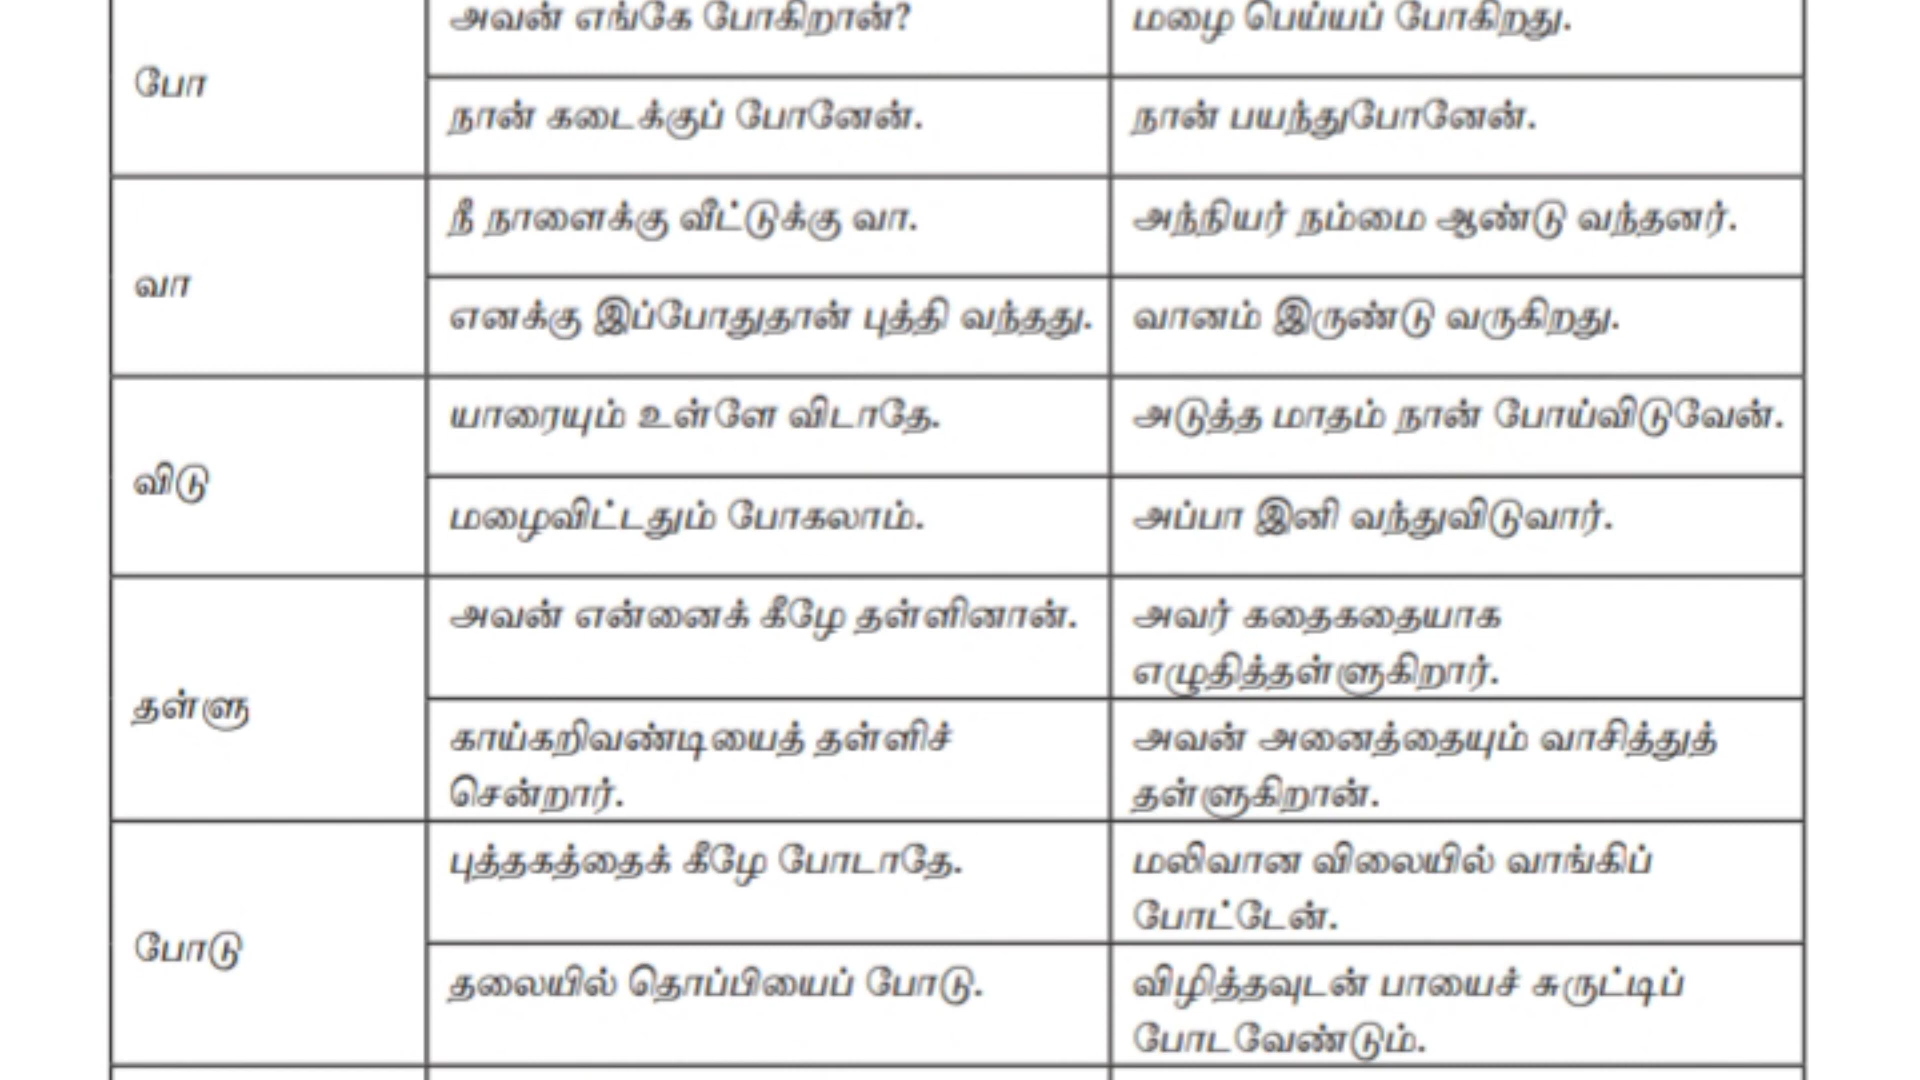 போ
அவன் எங்கே போகிறான்?
மழை பெய்யப் போகிறது.
நான் கடைக்குப் போனேன்.
நான் பயந்துபோனேன்.
வா
நீ நாளைக்கு வீட்டுக்கு வா.
அந்நியர் நம்மை ஆண்டு வந்தனர்.
எனக்கு இப்போதுதான் புத்தி வந்தது.
வானம் இருண்டு வருகிறது.
விடு
யாரையும் உள்ளே விடாதே.
அடுத்த மாதம் நான் போய்விடுவேன்.
மழைவிட்டதும் போகலாம்.
அப்பா இனி வந்துவிடுவார்.
தள்ளு
அவன் என்னைக் கீழே தள்ளினான்.
அவர் கதைகதையாக
எழுதித்தள்ளுகிறார்.
காய்கறிவண்டியைத் தள்ளிச்
சென்றார்.
அவன் அனைத்தையும் வாசித்துத்
தள்ளுகிறான்.
போடு
புத்தகத்தைக் கீழே போடாதே.
மலிவான விலையில் வாங்கிப்
போட்டேன்.
தலையில் தொப்பியைப் போடு.
விழித்தவுடன் பாயைச் சுருட்டிப்
போடவேண்டும்.